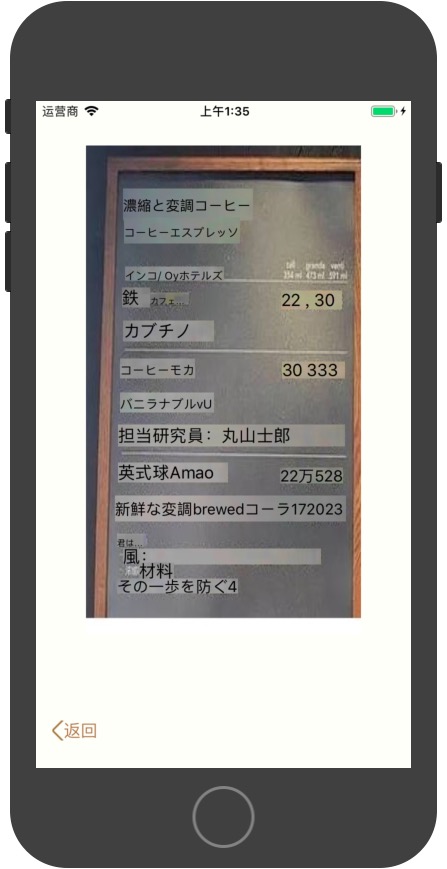 运营商 上午1:35
濃縮と変調コーヒー
コーヒーエスプレッソ
tall grande venti
インコ/ Oyホテルズ 354 ml 473 ml 591 ml
鉄 カフェ... 22 , 30
カブチノ
コーヒーモカ 30 333
バニラナブルvU
担当研究員：丸山士郎
英式球Amao 22万528
新鮮な変調brewedコーラ172023
君は...
風：
材料
その一歩を防ぐ4
返回